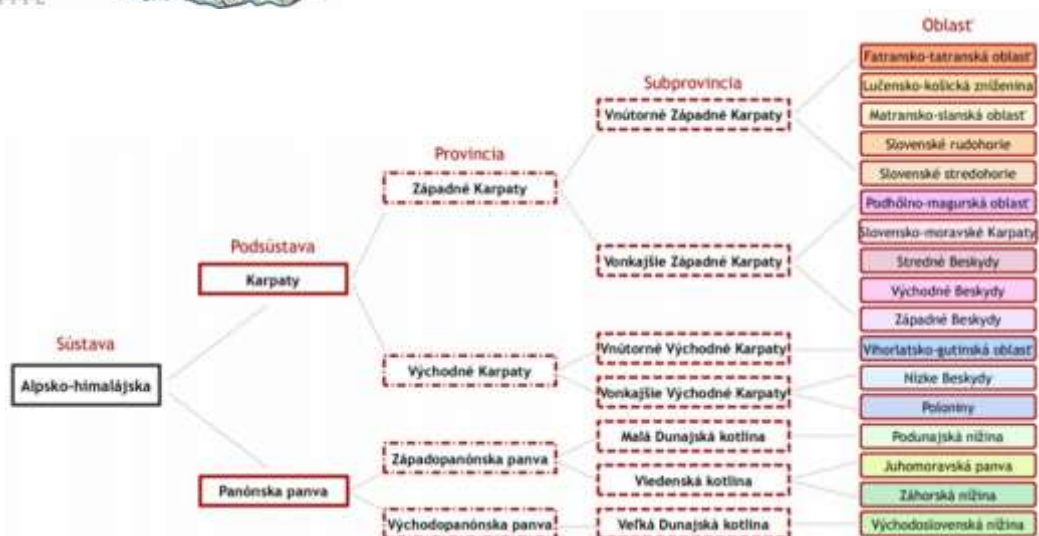 Oblasť
Fatransko-tatranská oblasť
Lučensko-košická zníženina
Subprovincia
Vnútorné Západné Karpaty
Matransko-slanská oblasť
Slovenské rudohorie
Provincia
Slovenské stredohorie
Západné Karpaty
Podhôlno-magurská oblasť
Slovensko-moravské Karpaty
Podsústava
Vonkajšie Západné Karpaty
Stredné Beskydy
Karpaty
Východné Beskydy
Západné Beskydy
Sústava
Vnútorné Východné Karpaty
Vihorlatsko-gutinská oblasť
Východné Karpaty
Nízke Beskydy
Alpsko-himalájska
Vonkajšie Východné Karpaty
Poloniny
Malá Dunajská kotlina
Podunajská nížina
Západopanónska panva
Juhomoravská panva
Viedenská kotlina
Panónska panva
Záhorská nížina
Východopanónska panva
Veľká Dunajská kotlina
Východoslovenská nížina